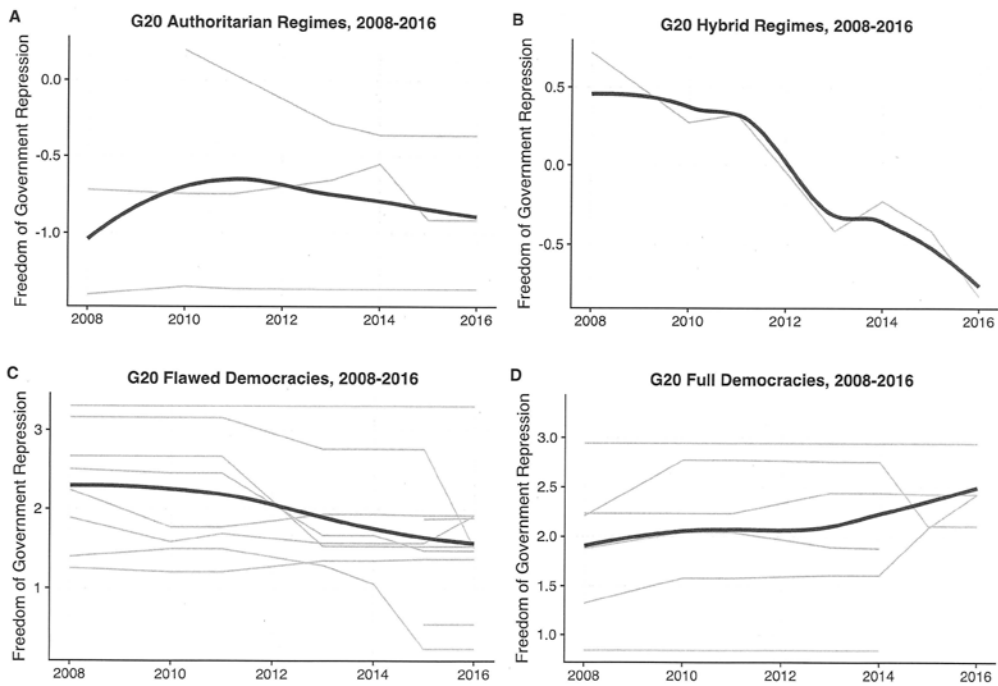 A
G20 Authoritarian Regimes, 2008-2016
Freedom of Government Repression
0.0
-0.5
-1.0
2008 2010 2012 2014 2016
B
G20 Hybrid Regimes, 2008-2016
Freedom of Government Repression
0.5
0.0
-0.5
2008 2010 2012 2014 2016
C
G20 Flawed Democracies, 2008-2016
Freedom of Government Repression
3
2
1
2008 2010 2012 2014 2016
D
G20 Full Democracies, 2008-2016
Freedom of Government Repression
3.0
2.5
2.0
1.5
1.0
2008 2010 2012 2014 2016